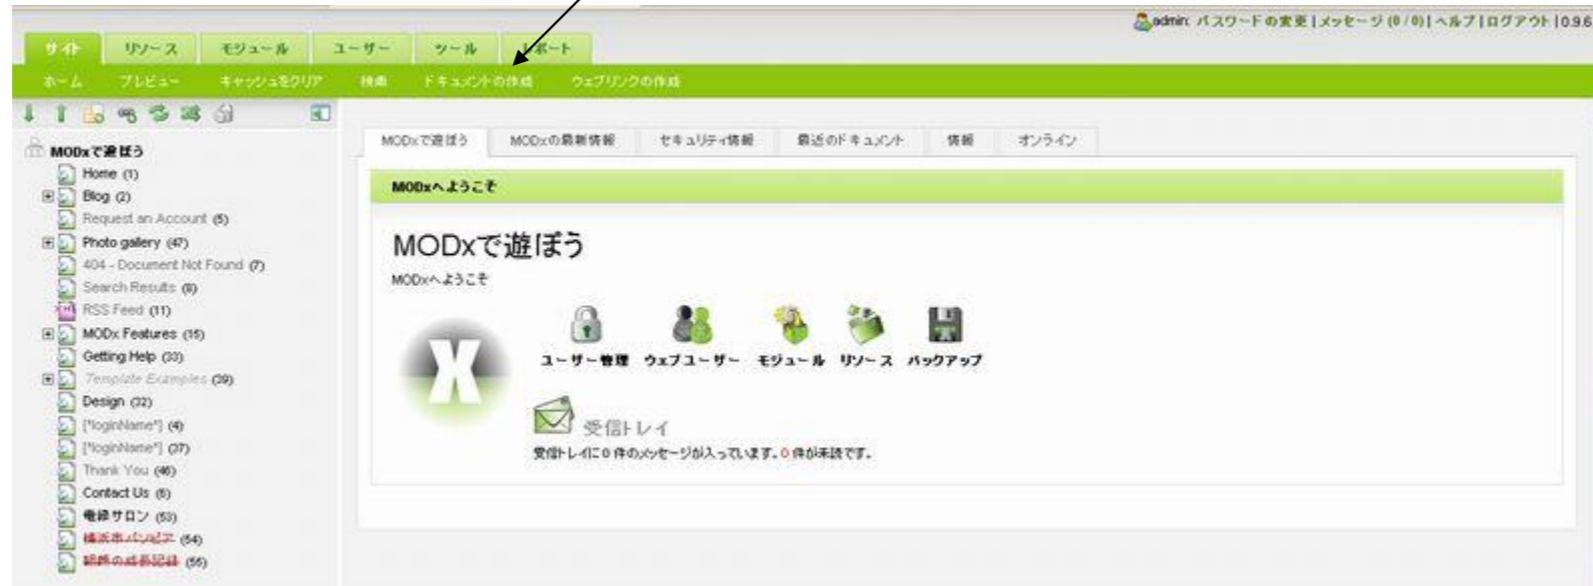 admin: パスワードの変更 | メッセージ (0 / 0) | ヘルプ | ログアウト | 0.9.6
サイト リソース モジュール ユーザー ツール レポート
ホーム プレビュー キャッシュをクリア 検索 ドキュメントの作成 ウェブリンクの作成
MODxで遊ぼう
Home (1)
Blog (2)
Request an Account (5)
Photo gallery (47)
404 - Document Not Found (7)
Search Results (8)
RSS Feed (11)
MODx Features (15)
Getting Help (33)
Template Examples (39)
Design (32)
[*loginName*] (4)
[*loginName*] (37)
Thank You (46)
Contact Us (6)
サロン (53)
横浜市 (54)
の成長記録 (55)
MODxで遊ぼう MODxの最新情報 セキュリティ情報 最近のドキュメント 情報 オンライン
MODxへようこそ
MODxで遊ぼう
MODxへようこそ
ユーザー管理 ウェブユーザー モジュール リソース バックアップ
受信トレイ
受信トレイに0 件のメッセージが入っています。0 件が未読です。